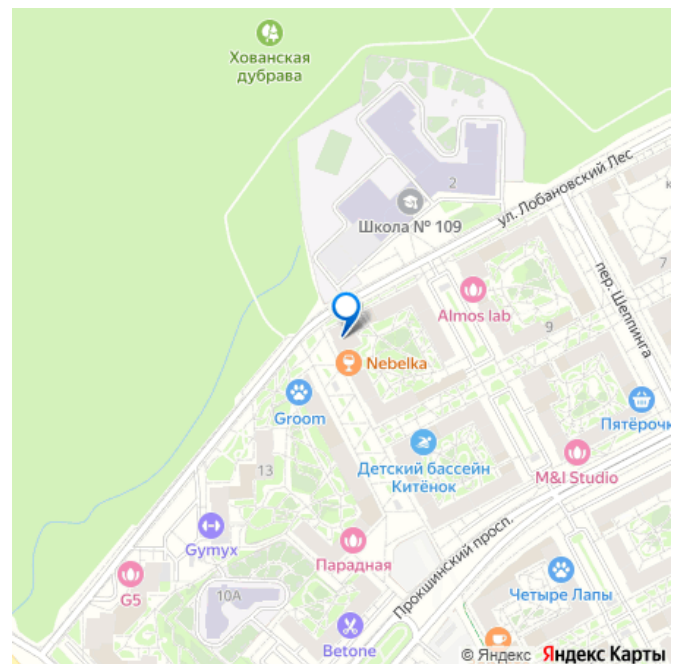 Хованская
дубрава
2
ул. Лобановский Лес
Школа № 109
пер. Шеппинга
7
Almos lab
9
Nebelka
Groom
Пятёрочк
Детский бассейн
Китёнок
M&I Studio
13
Gymyx
Парадная
Прокшинский просп.
G5
10А
Четыре Лапы
Betone
© Яндекс Яндекс Карты